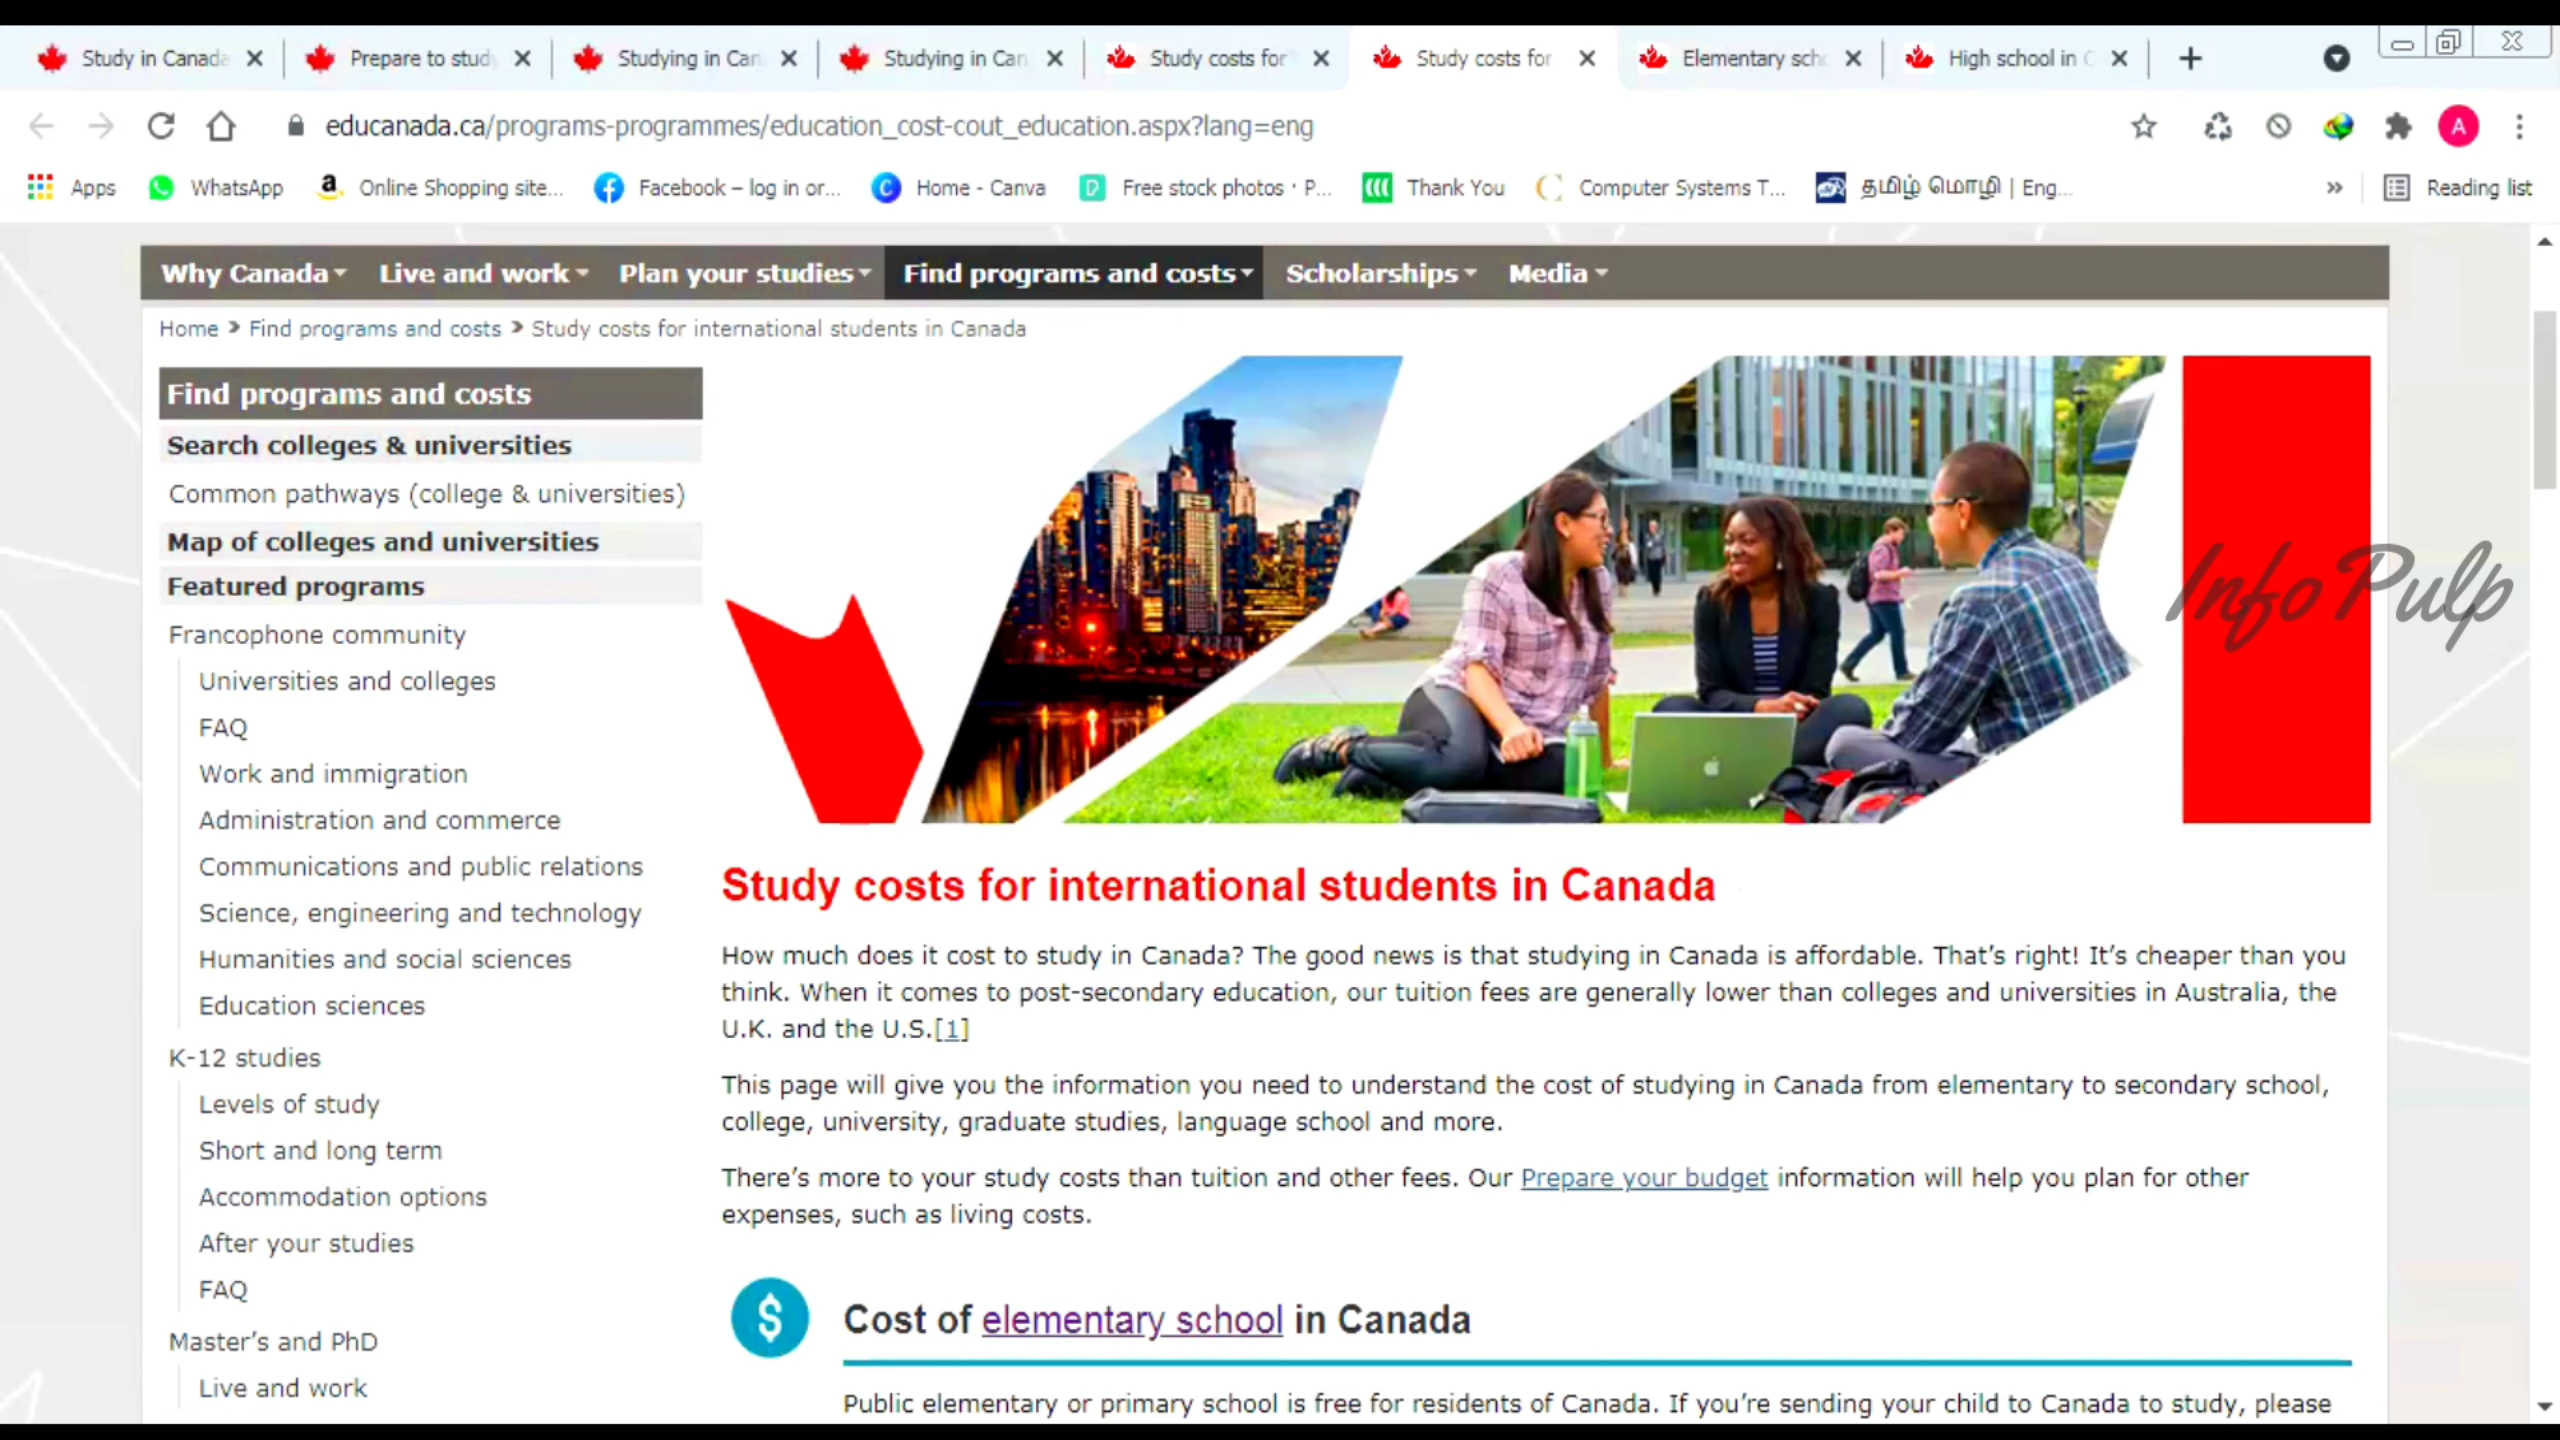 Study in Canada
Prepare to stud
Studying in Can
Studying in Can
Study costs for
Study costs for
Elementary sch
High school in C
educanada.ca/programs-programmes/education_cost-cout_education.aspx?lang=eng
A
Apps
WhatsApp
Online Shopping site...
Facebook – log in or...
Home - Canva
Free stock photos · P...
Thank You
Computer Systems T...
தமிழ் மொழி | Eng...
»
Reading list
Why Canada
Live and work
Plan your studies
Find programs and costs
Scholarships
Media
Home > Find programs and costs > Study costs for international students in Canada
Find programs and costs
Search colleges & universities
Common pathways (college & universities)
Map of colleges and universities
Featured programs
Francophone community
Universities and colleges
FAQ
Work and immigration
Administration and commerce
Communications and public relations
Science, engineering and technology
Humanities and social sciences
Education sciences
K-12 studies
Levels of study
Short and long term
Accommodation options
After your studies
FAQ
Master's and PhD
Live and work
Info Pulp
Study costs for international students in Canada
How much does it cost to study in Canada? The good news is that studying in Canada is affordable. That's right! It's cheaper than you
think. When it comes to post-secondary education, our tuition fees are generally lower than colleges and universities in Australia, the
U.K. and the U.S.[1]
This page will give you the information you need to understand the cost of studying in Canada from elementary to secondary school,
college, university, graduate studies, language school and more.
There's more to your study costs than tuition and other fees. Our Prepare your budget information will help you plan for other
expenses, such as living costs.
$
Cost of elementary school in Canada
Public elementary or primary school is free for residents of Canada. If you're sending your child to Canada to study, please